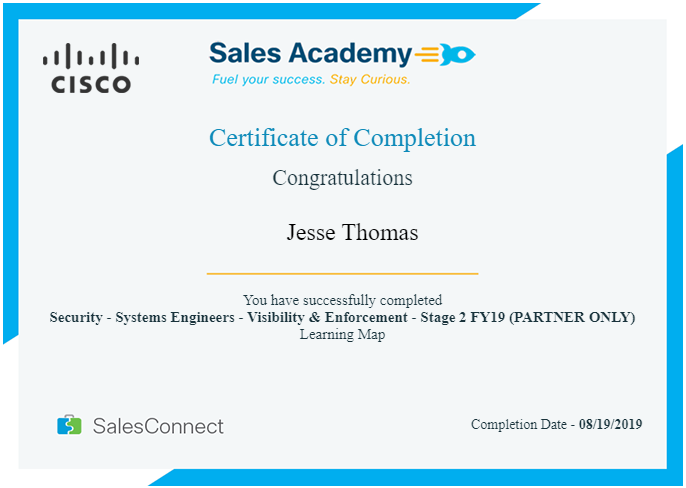 CISCO
Sales Academy
Fuel your success. Stay Curious.
Certificate of Completion
Congratulations
Jesse Thomas
You have successfully completed
Security - Systems Engineers - Visibility & Enforcement - Stage 2 FY19 (PARTNER ONLY)
Learning Map
SalesConnect
Completion Date - 08/19/2019